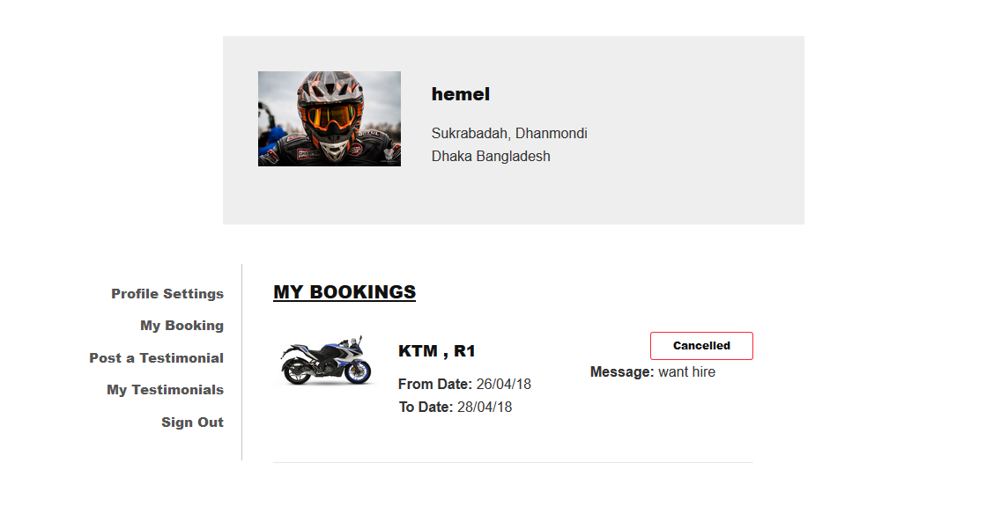 hemel
Sukrabadah, Dhanmondi
Dhaka Bangladesh
Profile Settings
My Booking
Post a Testimonial
My Testimonials
Sign Out
MY BOOKINGS
KTM , R1
From Date: 26/04/18
To Date: 28/04/18
Cancelled
Message: want hire